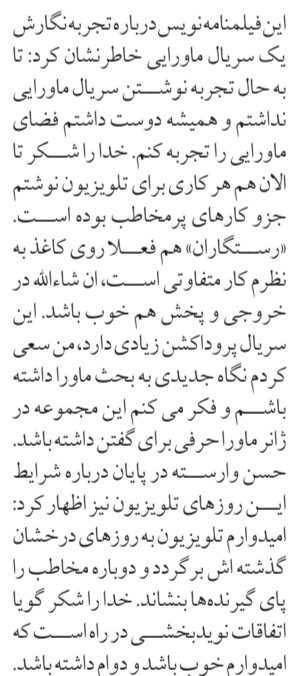 این فیلمنامه‌نویس درباره تجربه نگارش
یک سریال ماورایی خاطرنشان کرد: تا
به حال تجربه نوشتن سریال ماورایی
نداشتم و همیشه دوست داشتم فضای
ماورایی را تجربه کنم. خدا را شکر تا
الان هم هر کاری برای تلویزیون نوشتم
جزو کارهای پرمخاطب بوده است.
«رستگاران» هم فعلا روی کاغذ به
نظرم کار متفاوتی است، ان شاءالله در
خروجی و پخش هم خوب باشد. این
سریال پروداکشن زیادی دارد، من سعی
کردم نگاه جدیدی به بحث ماورا داشته
باشم و فکر می کنم این مجموعه در
ژانر ماورا حرفی برای گفتن داشته باشد.
حسن وارسته در پایان درباره شرایط
این روزهای تلویزیون نیز اظهار کرد:
امیدوارم تلویزیون به روزهای درخشان
گذشته اش برگردد و دوباره مخاطب را
پای گیرنده‌ها بنشاند. خدا را شکر گویا
اتفاقات نویدبخشی در راه است که
امیدوارم خوب باشد و دوام داشته باشد.